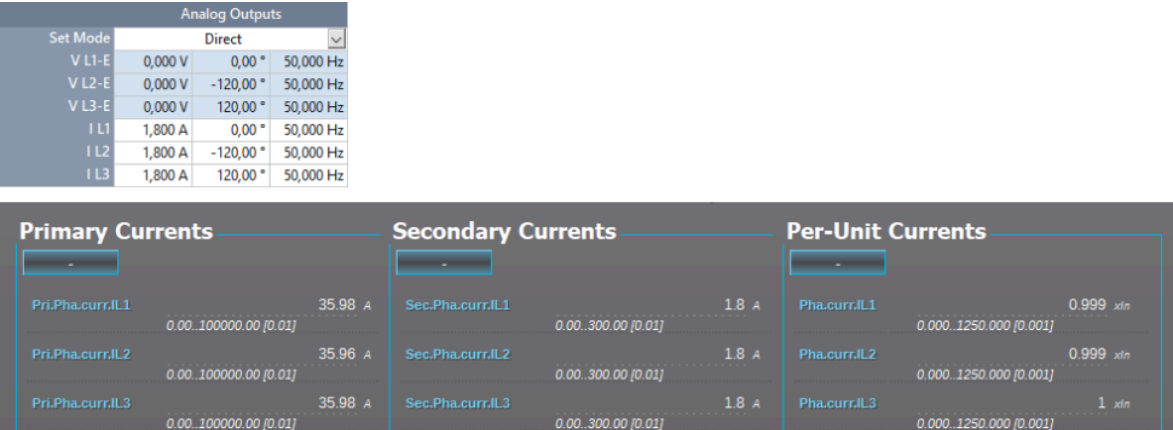 Analog Outputs
Set Mode Direct
V L1-E 0,000 V 0,00 ° 50,000 Hz
V L2-E 0,000 V -120,00 ° 50,000 Hz
V L3-E 0,000 V 120,00 ° 50,000 Hz
I L1 1,800 A 0,00 ° 50,000 Hz
I L2 1,800 A -120,00 ° 50,000 Hz
I L3 1,800 A 120,00 ° 50,000 Hz
Primary Currents Secondary Currents Per-Unit Currents
- - -
Pri.Pha.curr.IL1 35.98 A Sec.Pha.curr.IL1 1.8 A Pha.curr.IL1 0.999 xIn
0.00..100000.00 [0.01] 0.00..300.00 [0.01] 0.000..1250.000 [0.001]
Pri.Pha.curr.IL2 35.96 A Sec.Pha.curr.IL2 1.8 A Pha.curr.IL2 0.999 xIn
0.00..100000.00 [0.01] 0.00..300.00 [0.01] 0.000..1250.000 [0.001]
Pri.Pha.curr.IL3 35.98 A Sec.Pha.curr.IL3 1.8 A Pha.curr.IL3 1 xIn
0.00..100000.00 [0.01] 0.00..300.00 [0.01] 0.000..1250.000 [0.001]